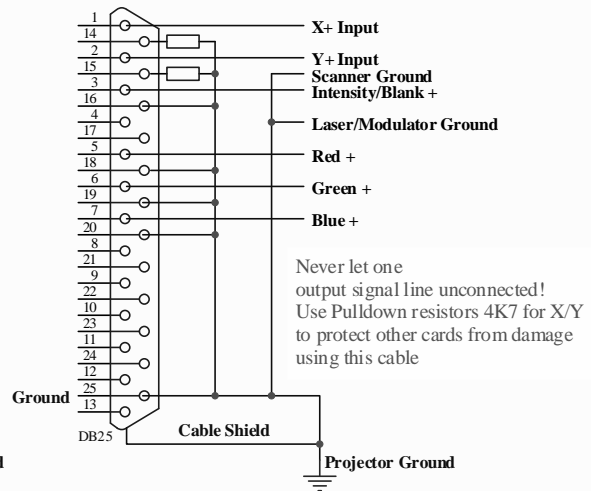 1
X+ Input
14
2
Y+ Input
15
Scanner Ground
3
Intensity/Blank +
16
4
Laser/Modulator Ground
17
5
Red +
18
6
Green +
19
7
Blue +
20
8
21
9
22
10
23
11
24
12
25
Ground
13
Never let one
output signal line unconnected!
Use Pulldown resistors 4K7 for X/Y
to protect other cards from damage
using this cable
DB25
Cable Shield
d
Projector Ground